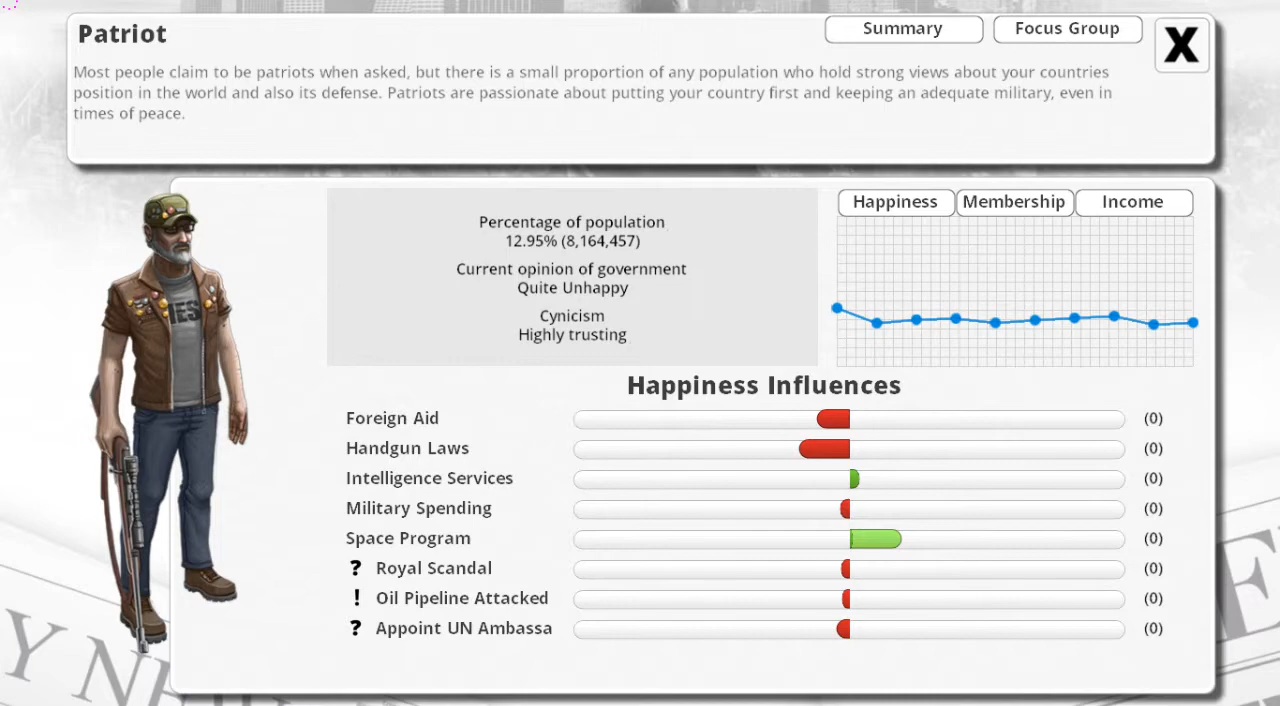 Patriot
Summary
Focus Group
X
Most people claim to be patriots when asked, but there is a small proportion of any population who hold strong views about your countries
position in the world and also its defense. Patriots are passionate about putting your country first and keeping an adequate military, even in
times of peace.
Percentage of population
12.95% (8,164,457)
Current opinion of government
Quite Unhappy
Cynicism
Highly trusting
Happiness
Membership
Income
Happiness Influences
Foreign Aid (0)
Handgun Laws (0)
Intelligence Services (0)
Military Spending (0)
Space Program (0)
? Royal Scandal (0)
! Oil Pipeline Attacked (0)
? Appoint UN Ambassa (0)